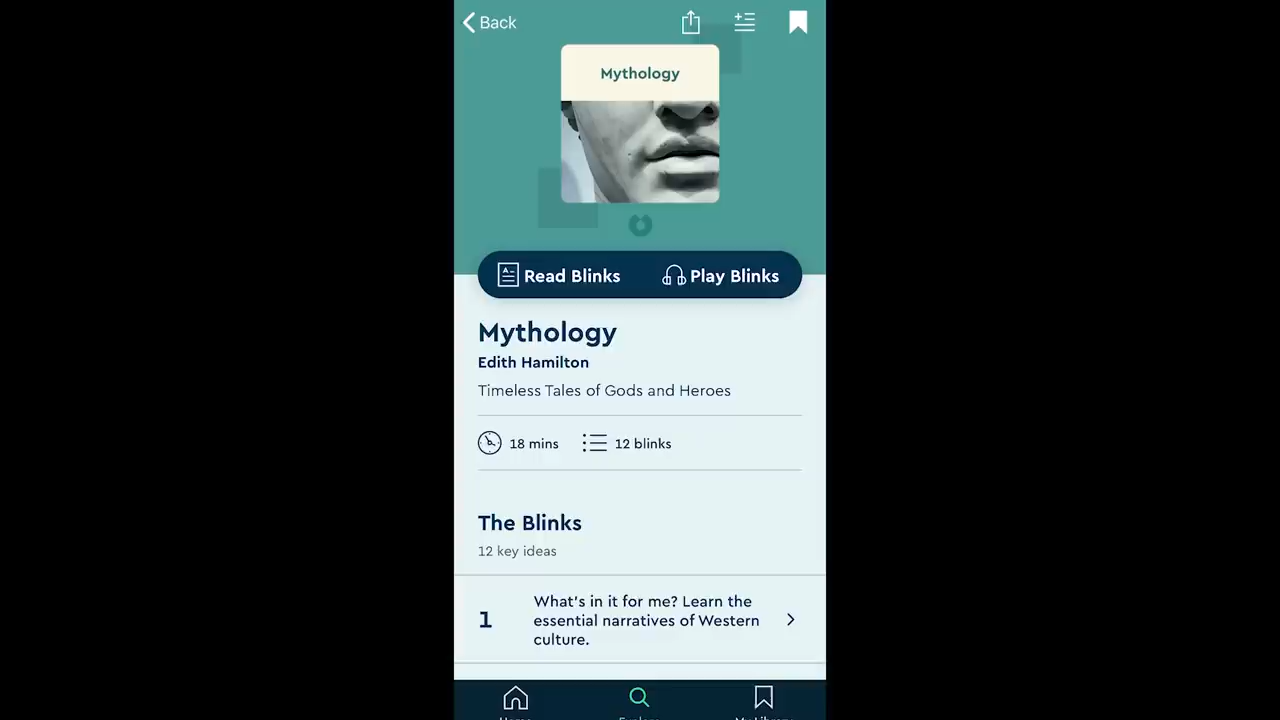 Back
Mythology
Read Blinks
Play Blinks
Mythology
Edith Hamilton
Timeless Tales of Gods and Heroes
18 mins
12 blinks
The Blinks
12 key ideas
1
What's in it for me? Learn the
essential narratives of Western
culture.